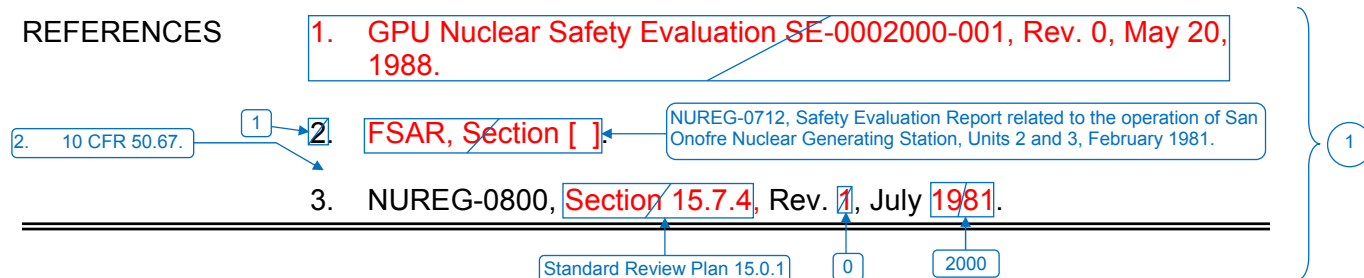 REFERENCES 1. GPU Nuclear Safety Evaluation SE-0002000-001, Rev. 0, May 20,
1988.
1
2. FSAR, Section [ ].
NUREG-0712, Safety Evaluation Report related to the operation of San
Onofre Nuclear Generating Station, Units 2 and 3, February 1981.
2. 10 CFR 50.67.
1
3. NUREG-0800, Section 15.7.4, Rev. 1, July 1981.
Standard Review Plan 15.0.1
0
2000